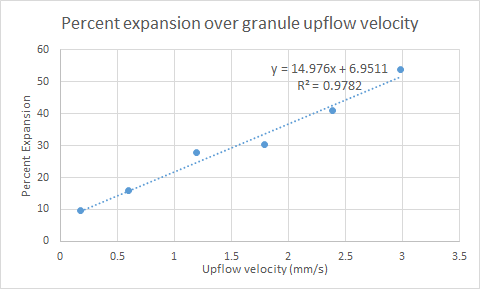 Percent expansion over granule upflow velocity
60
50
40
30
20
10
0
Percent Expansion
y = 14.976x + 6.9511
R² = 0.9782
0 0.5 1 1.5 2 2.5 3 3.5
Upflow velocity (mm/s)